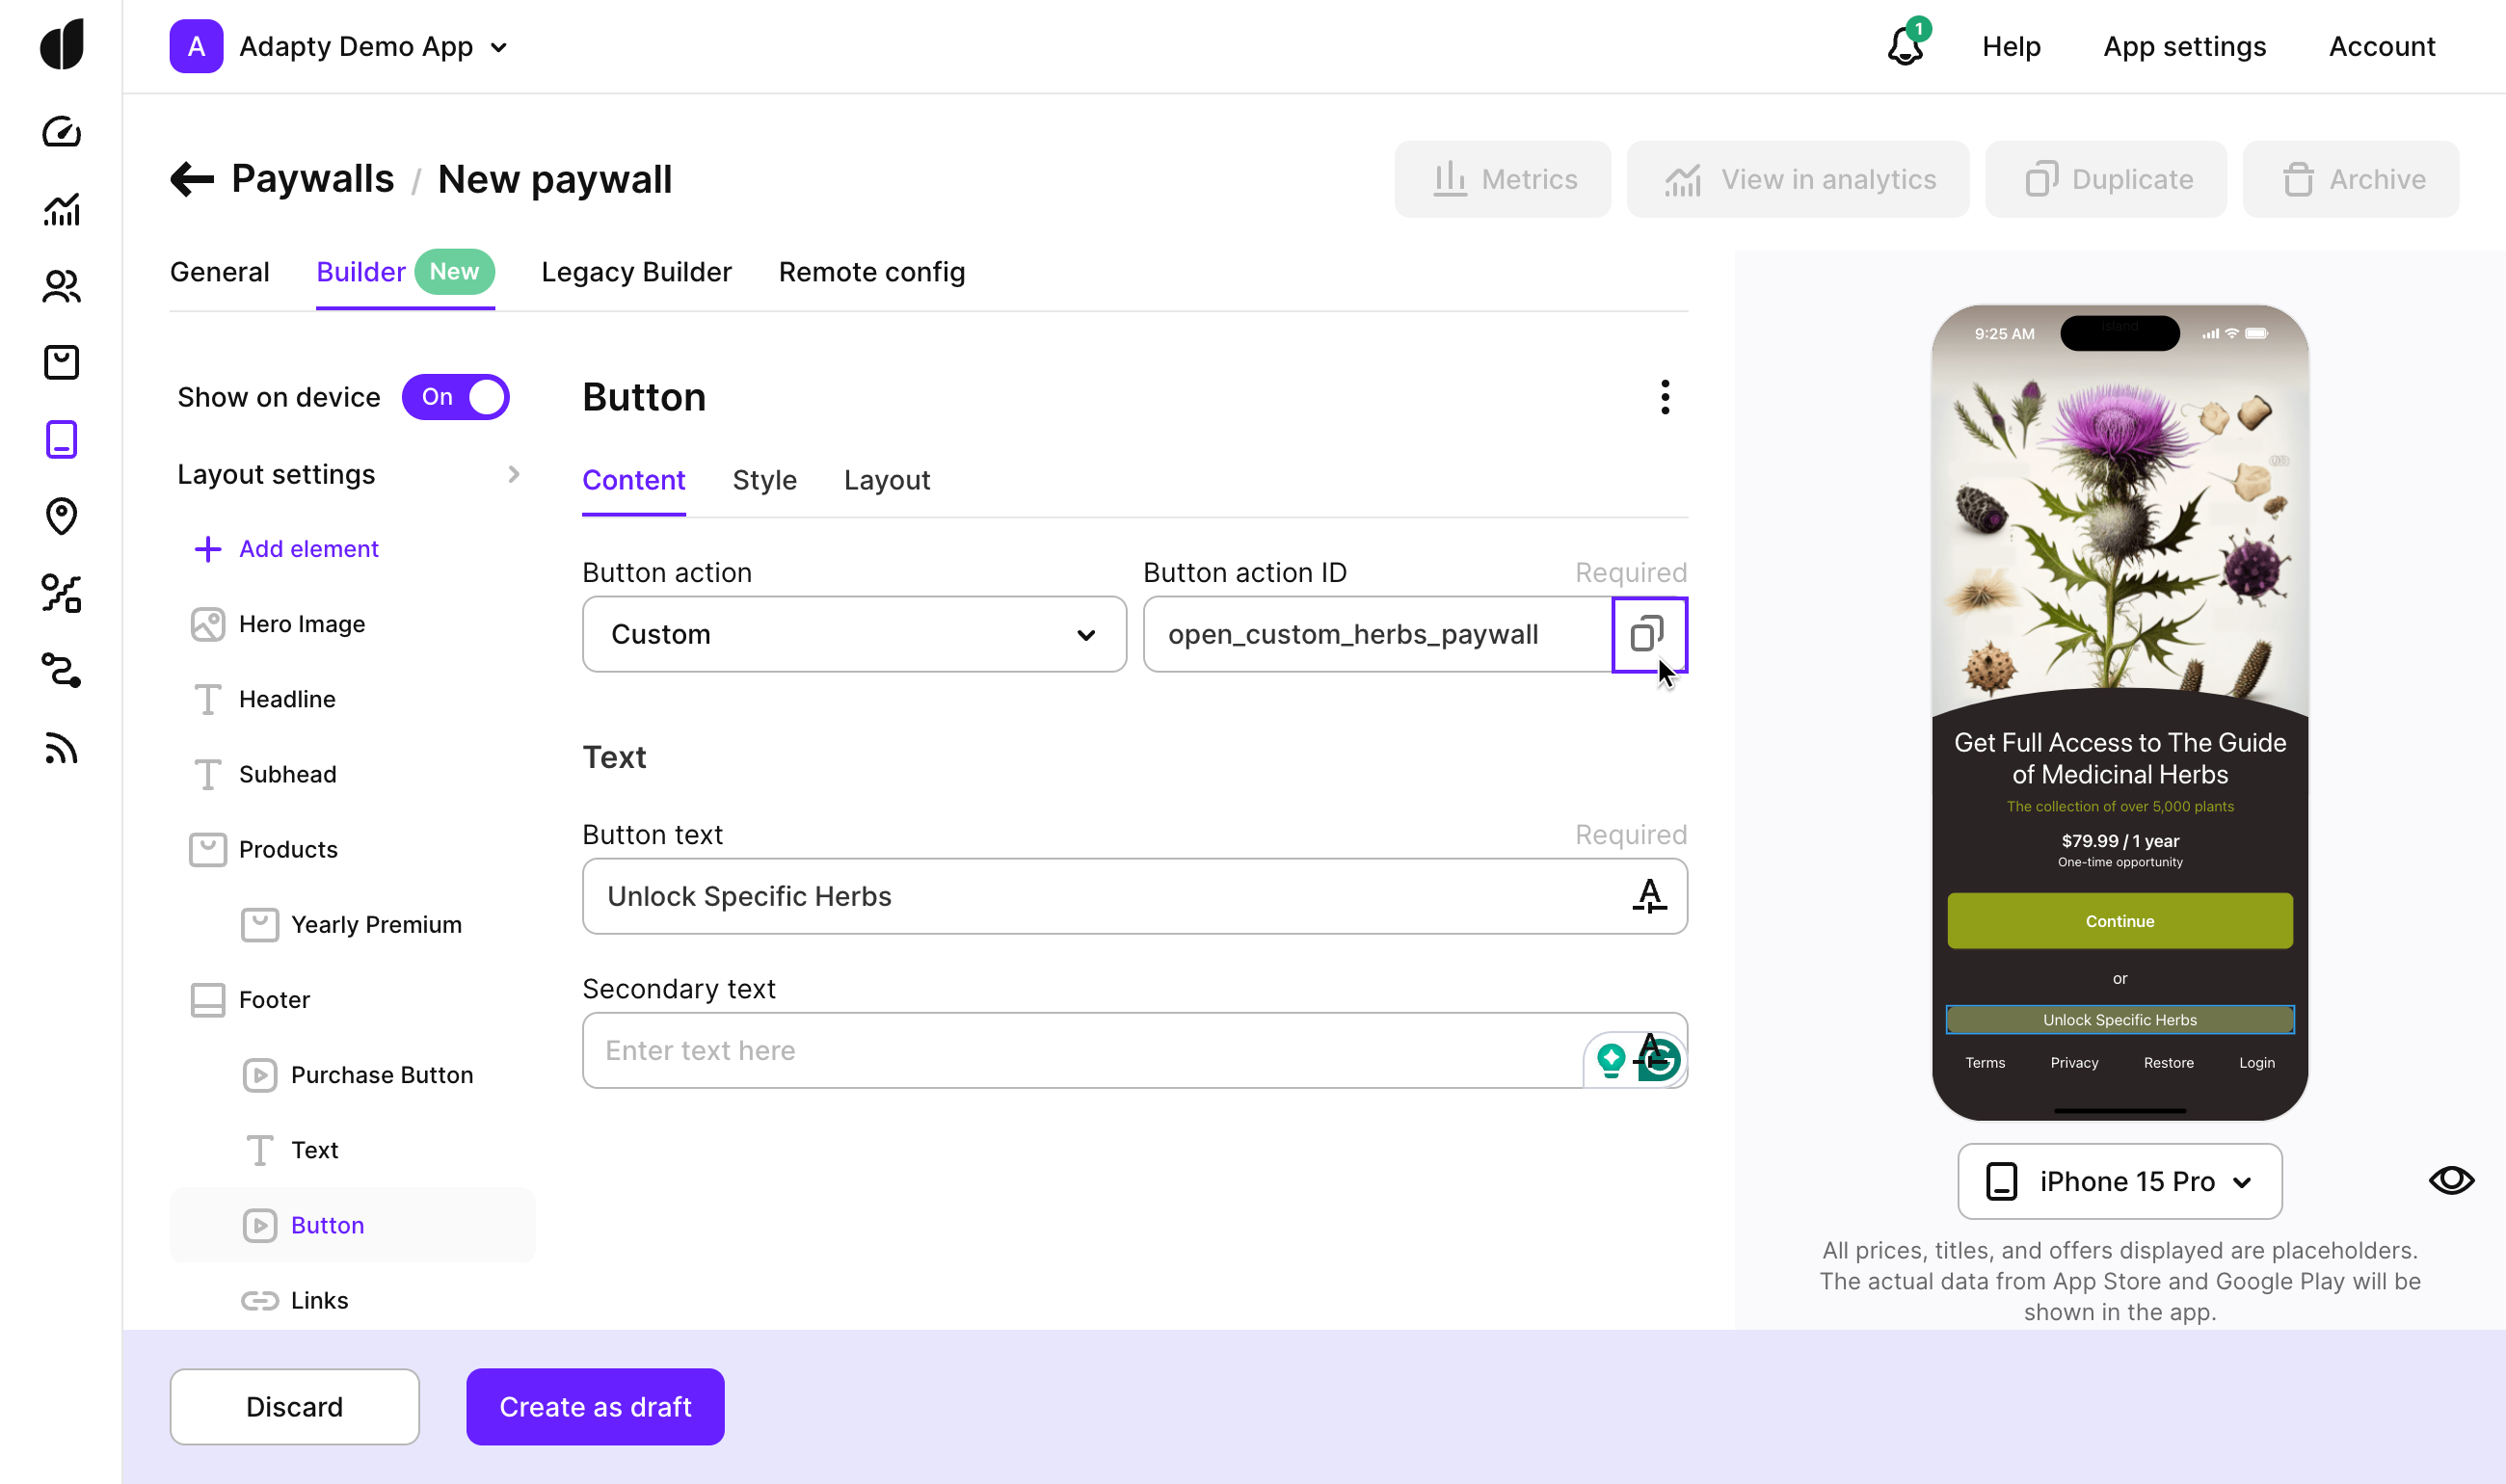 A Adapty Demo App
1
Help
App settings
Account
Paywalls / New paywall
Metrics
View in analytics
Duplicate
Archive
General
Builder New
Legacy Builder
Remote config
Show on device
On
Layout settings
Add element
Hero Image
Headline
Subhead
Products
Yearly Premium
Footer
Purchase Button
Text
Button
Links
Button
Content
Style
Layout
Button action
Custom
Button action ID
Required
open_custom_herbs_paywall
Text
Button text
Required
Unlock Specific Herbs
A
Secondary text
Enter text here
A
G
9:25 AM
island
Get Full Access to The Guide
of Medicinal Herbs
The collection of over 5,000 plants
$79.99 / 1 year
One-time opportunity
Continue
or
Unlock Specific Herbs
Terms
Privacy
Restore
Login
iPhone 15 Pro
All prices, titles, and offers displayed are placeholders.
The actual data from App Store and Google Play will be
shown in the app.
Discard
Create as draft